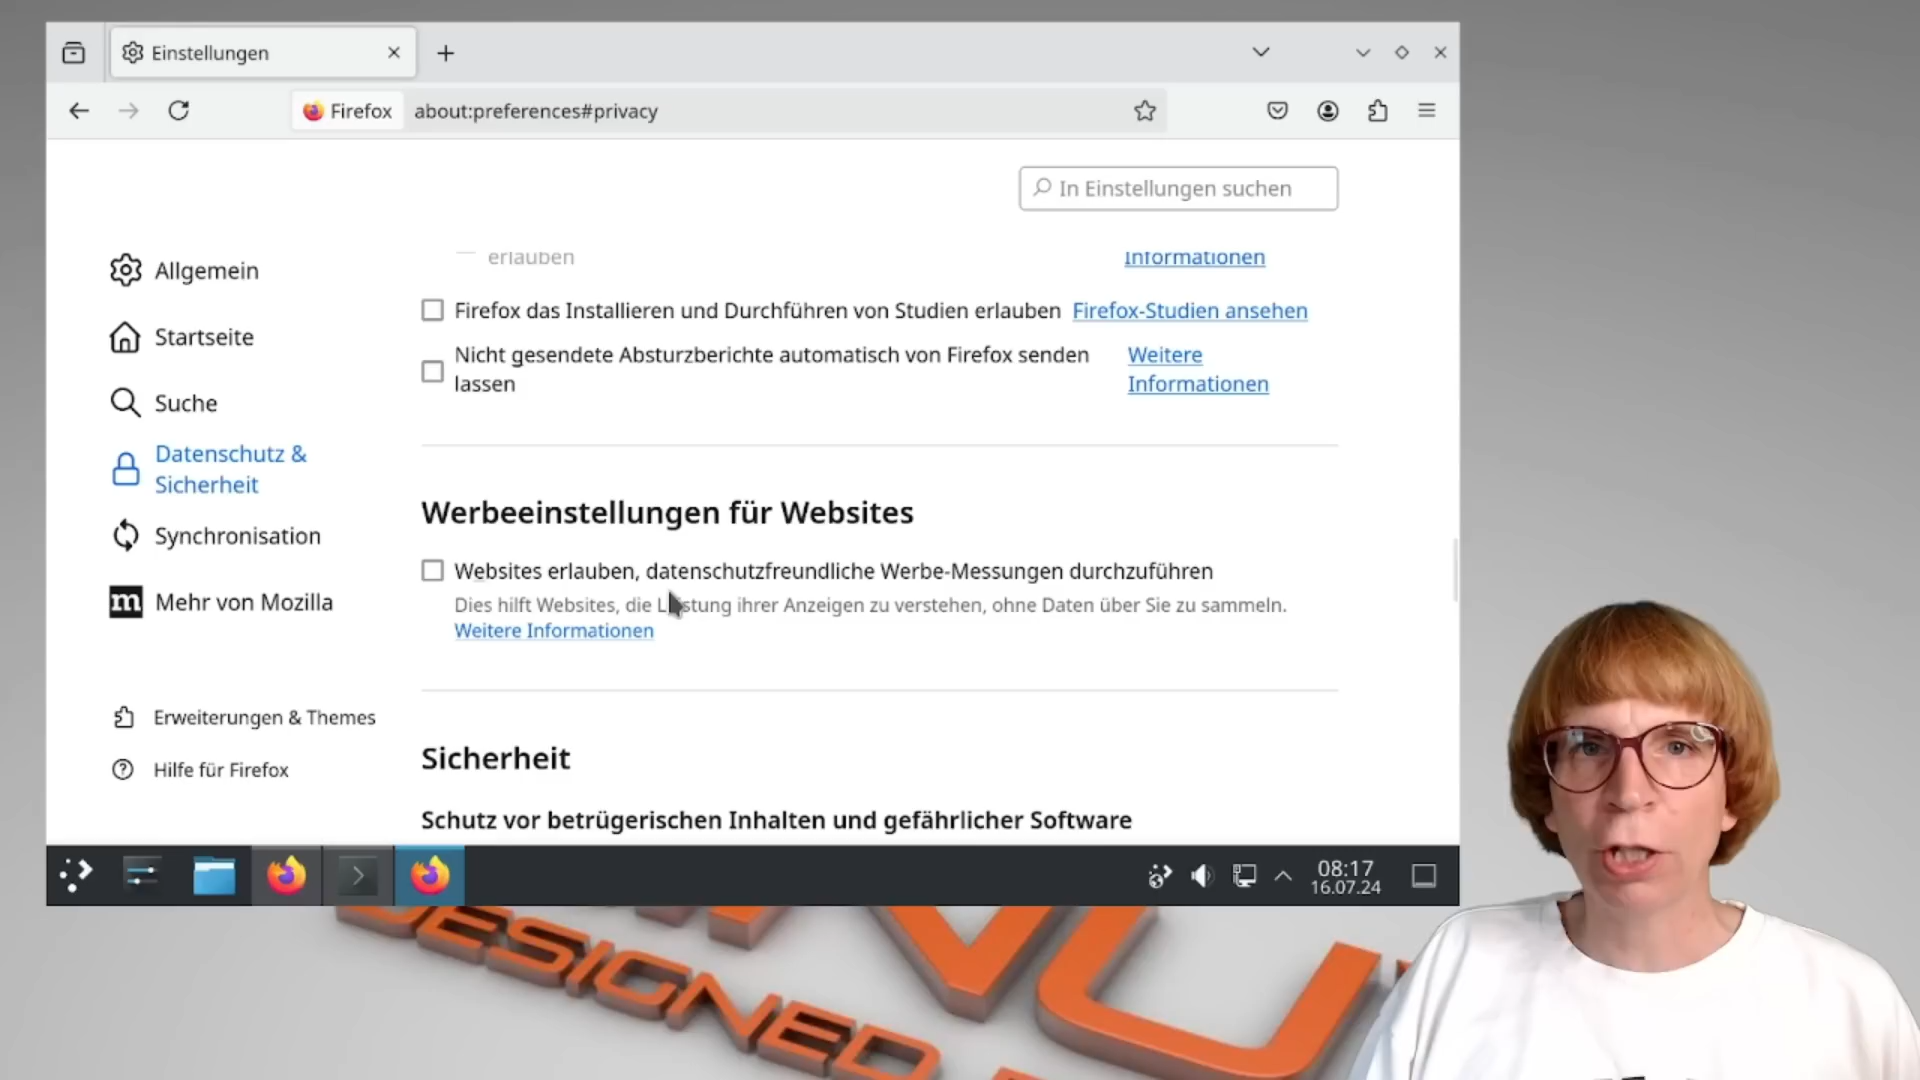 Einstellungen
Firefox
about:preferences#privacy
In Einstellungen suchen
Allgemein
Startseite
Suche
Datenschutz &
Sicherheit
Synchronisation
Mehr von Mozilla
Erweiterungen & Themes
Hilfe für Firefox
erlauben
Informationen
Firefox das Installieren und Durchführen von Studien erlauben Firefox-Studien ansehen
Nicht gesendete Absturzberichte automatisch von Firefox senden
lassen
Weitere
Informationen
Werbeeinstellungen für Websites
Websites erlauben, datenschutzfreundliche Werbe-Messungen durchzuführen
Dies hilft Websites, die Leistung ihrer Anzeigen zu verstehen, ohne Daten über Sie zu sammeln.
Weitere Informationen
Sicherheit
Schutz vor betrügerischen Inhalten und gefährlicher Software
08:17
16.07.24
DESIGNED